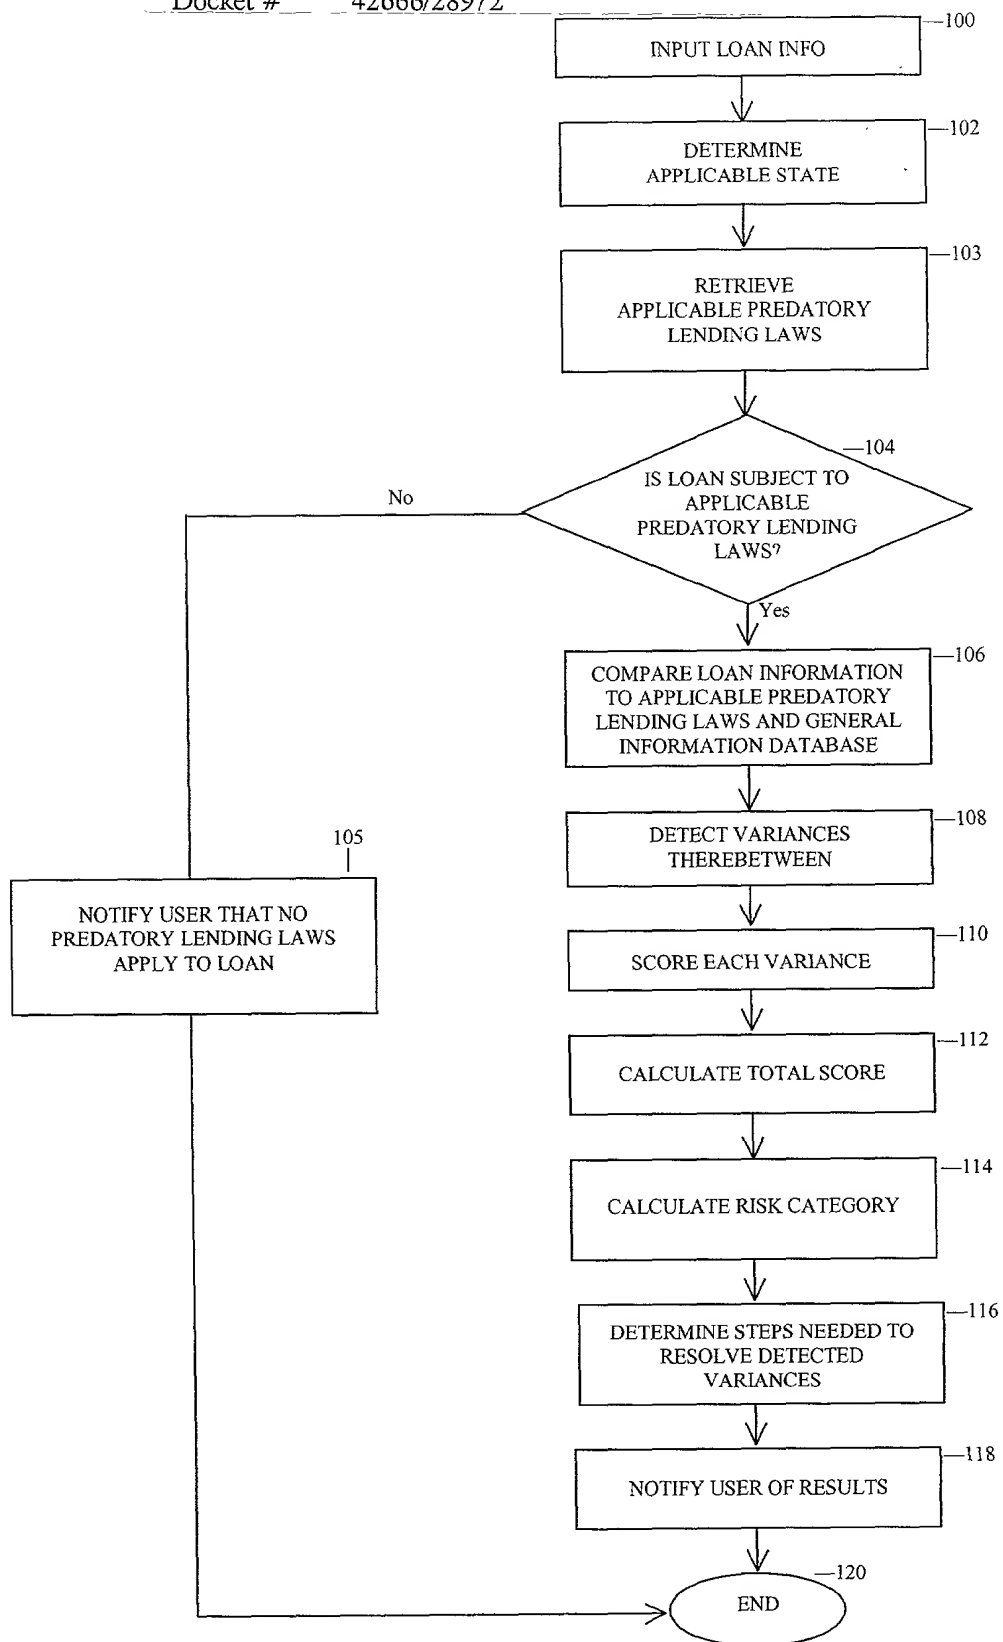 Docket # 42666/28972
100
INPUT LOAN INFO
102
DETERMINE
APPLICABLE STATE
103
RETRIEVE
APPLICABLE PREDATORY
LENDING LAWS
104
IS LOAN SUBJECT TO
APPLICABLE
PREDATORY LENDING
LAWS?
No
Yes
106
COMPARE LOAN INFORMATION
TO APPLICABLE PREDATORY
LENDING LAWS AND GENERAL
INFORMATION DATABASE
108
DETECT VARIANCES
THEREBETWEEN
105
NOTIFY USER THAT NO
PREDATORY LENDING LAWS
APPLY TO LOAN
110
SCORE EACH VARIANCE
112
CALCULATE TOTAL SCORE
114
CALCULATE RISK CATEGORY
116
DETERMINE STEPS NEEDED TO
RESOLVE DETECTED
VARIANCES
118
NOTIFY USER OF RESULTS
120
END